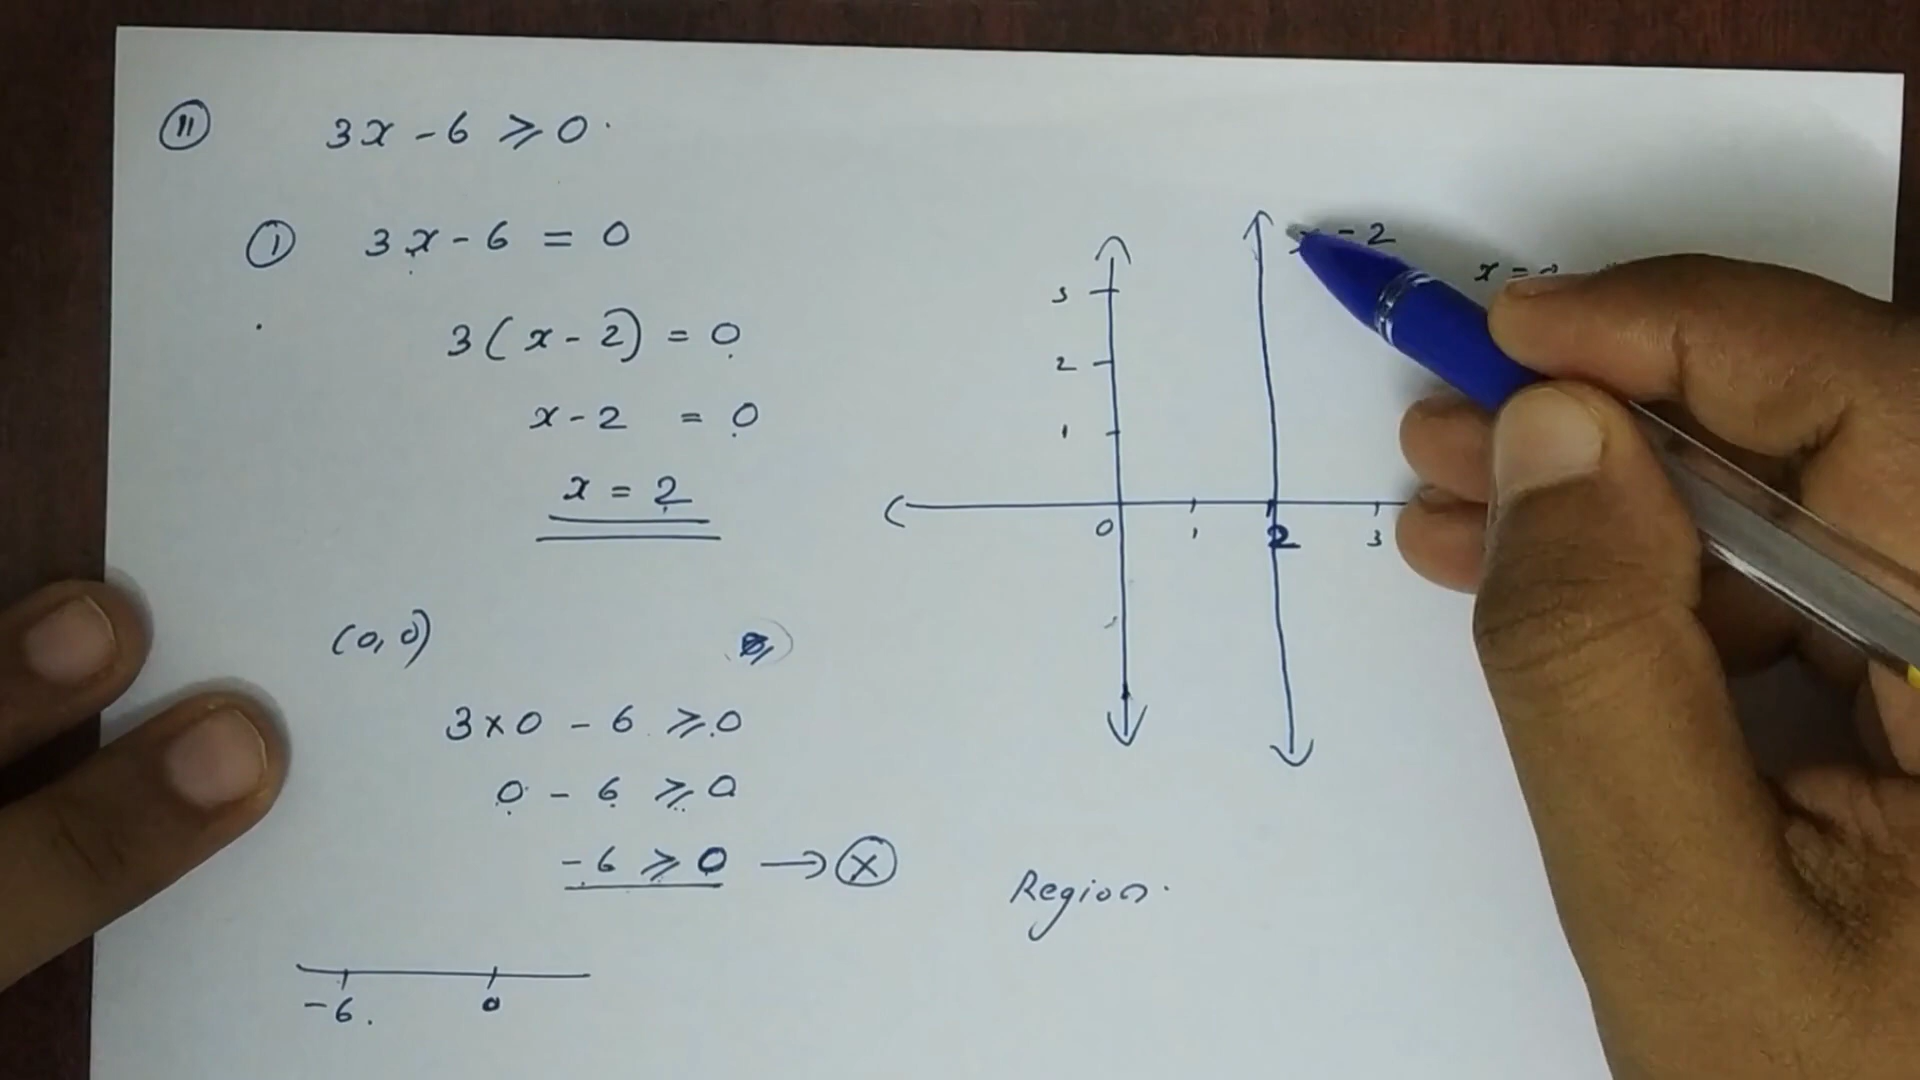 (11) 3x - 6 ⩾ 0.
(1) 3x - 6 = 0
3(x - 2) = 0
x - 2 = 0
x = 2
(0, 0)
3×0 - 6 ⩾ 0
0 - 6 ⩾ 0
-6 ⩾ 0 → (X)
-6. 0
3
2
1
0 1 2 3
x - 2
x =
Region.